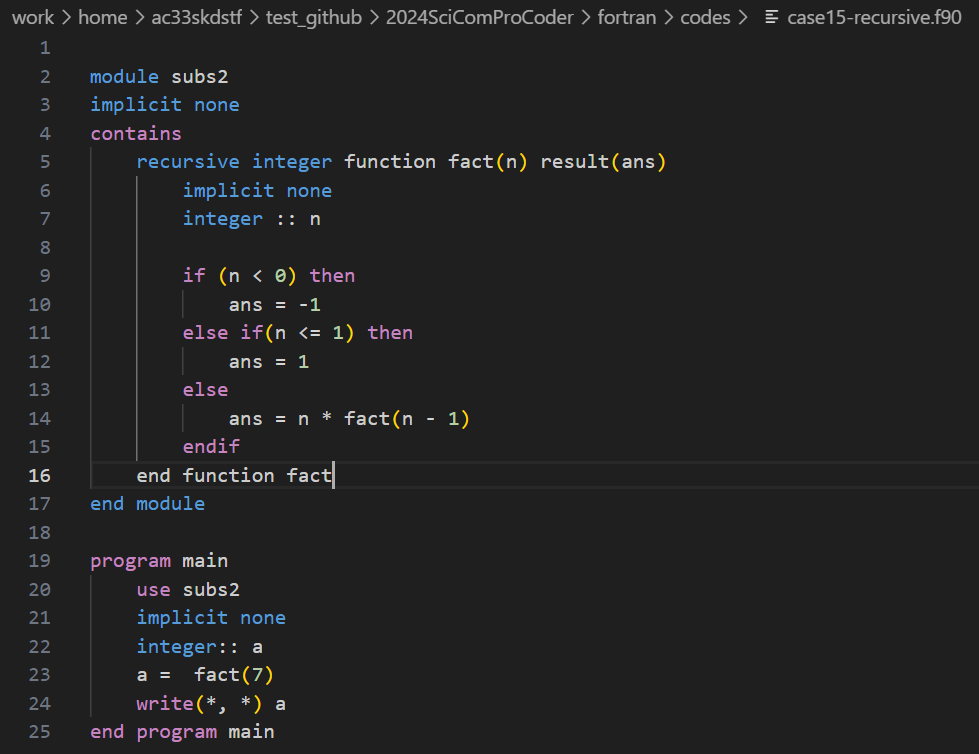 work > home > ac33skdstf > test_github > 2024SciComProCoder > fortran > codes > case15-recursive.f90
1
2 module subs2
3 implicit none
4 contains
5     recursive integer function fact(n) result(ans)
6         implicit none
7         integer :: n
8
9         if (n < 0) then
10             ans = -1
11         else if(n <= 1) then
12             ans = 1
13         else
14             ans = n * fact(n - 1)
15         endif
16     end function fact
17 end module
18
19 program main
20     use subs2
21     implicit none
22     integer:: a
23     a =  fact(7)
24     write(*, *) a
25 end program main